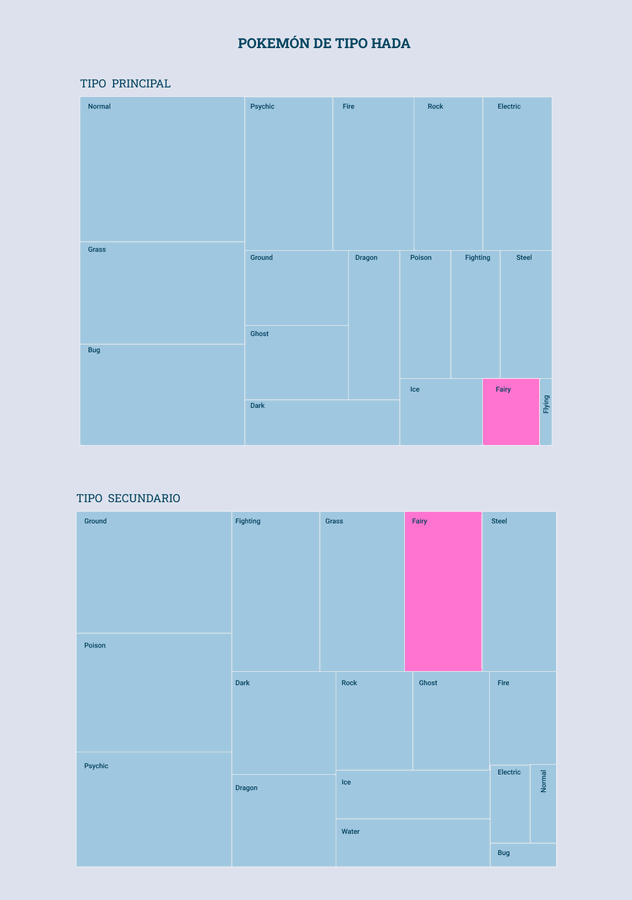 POKEMÓN DE TIPO HADA
TIPO PRINCIPAL
Normal
Psychic
Fire
Rock
Electric
Grass
Ground
Dragon
Poison
Fighting
Steel
Ghost
Bug
Ice
Fairy
Flying
Dark
TIPO SECUNDARIO
Ground
Fighting
Grass
Fairy
Steel
Poison
Dark
Rock
Ghost
Fire
Psychic
Electric
Normal
Ice
Dragon
Water
Bug